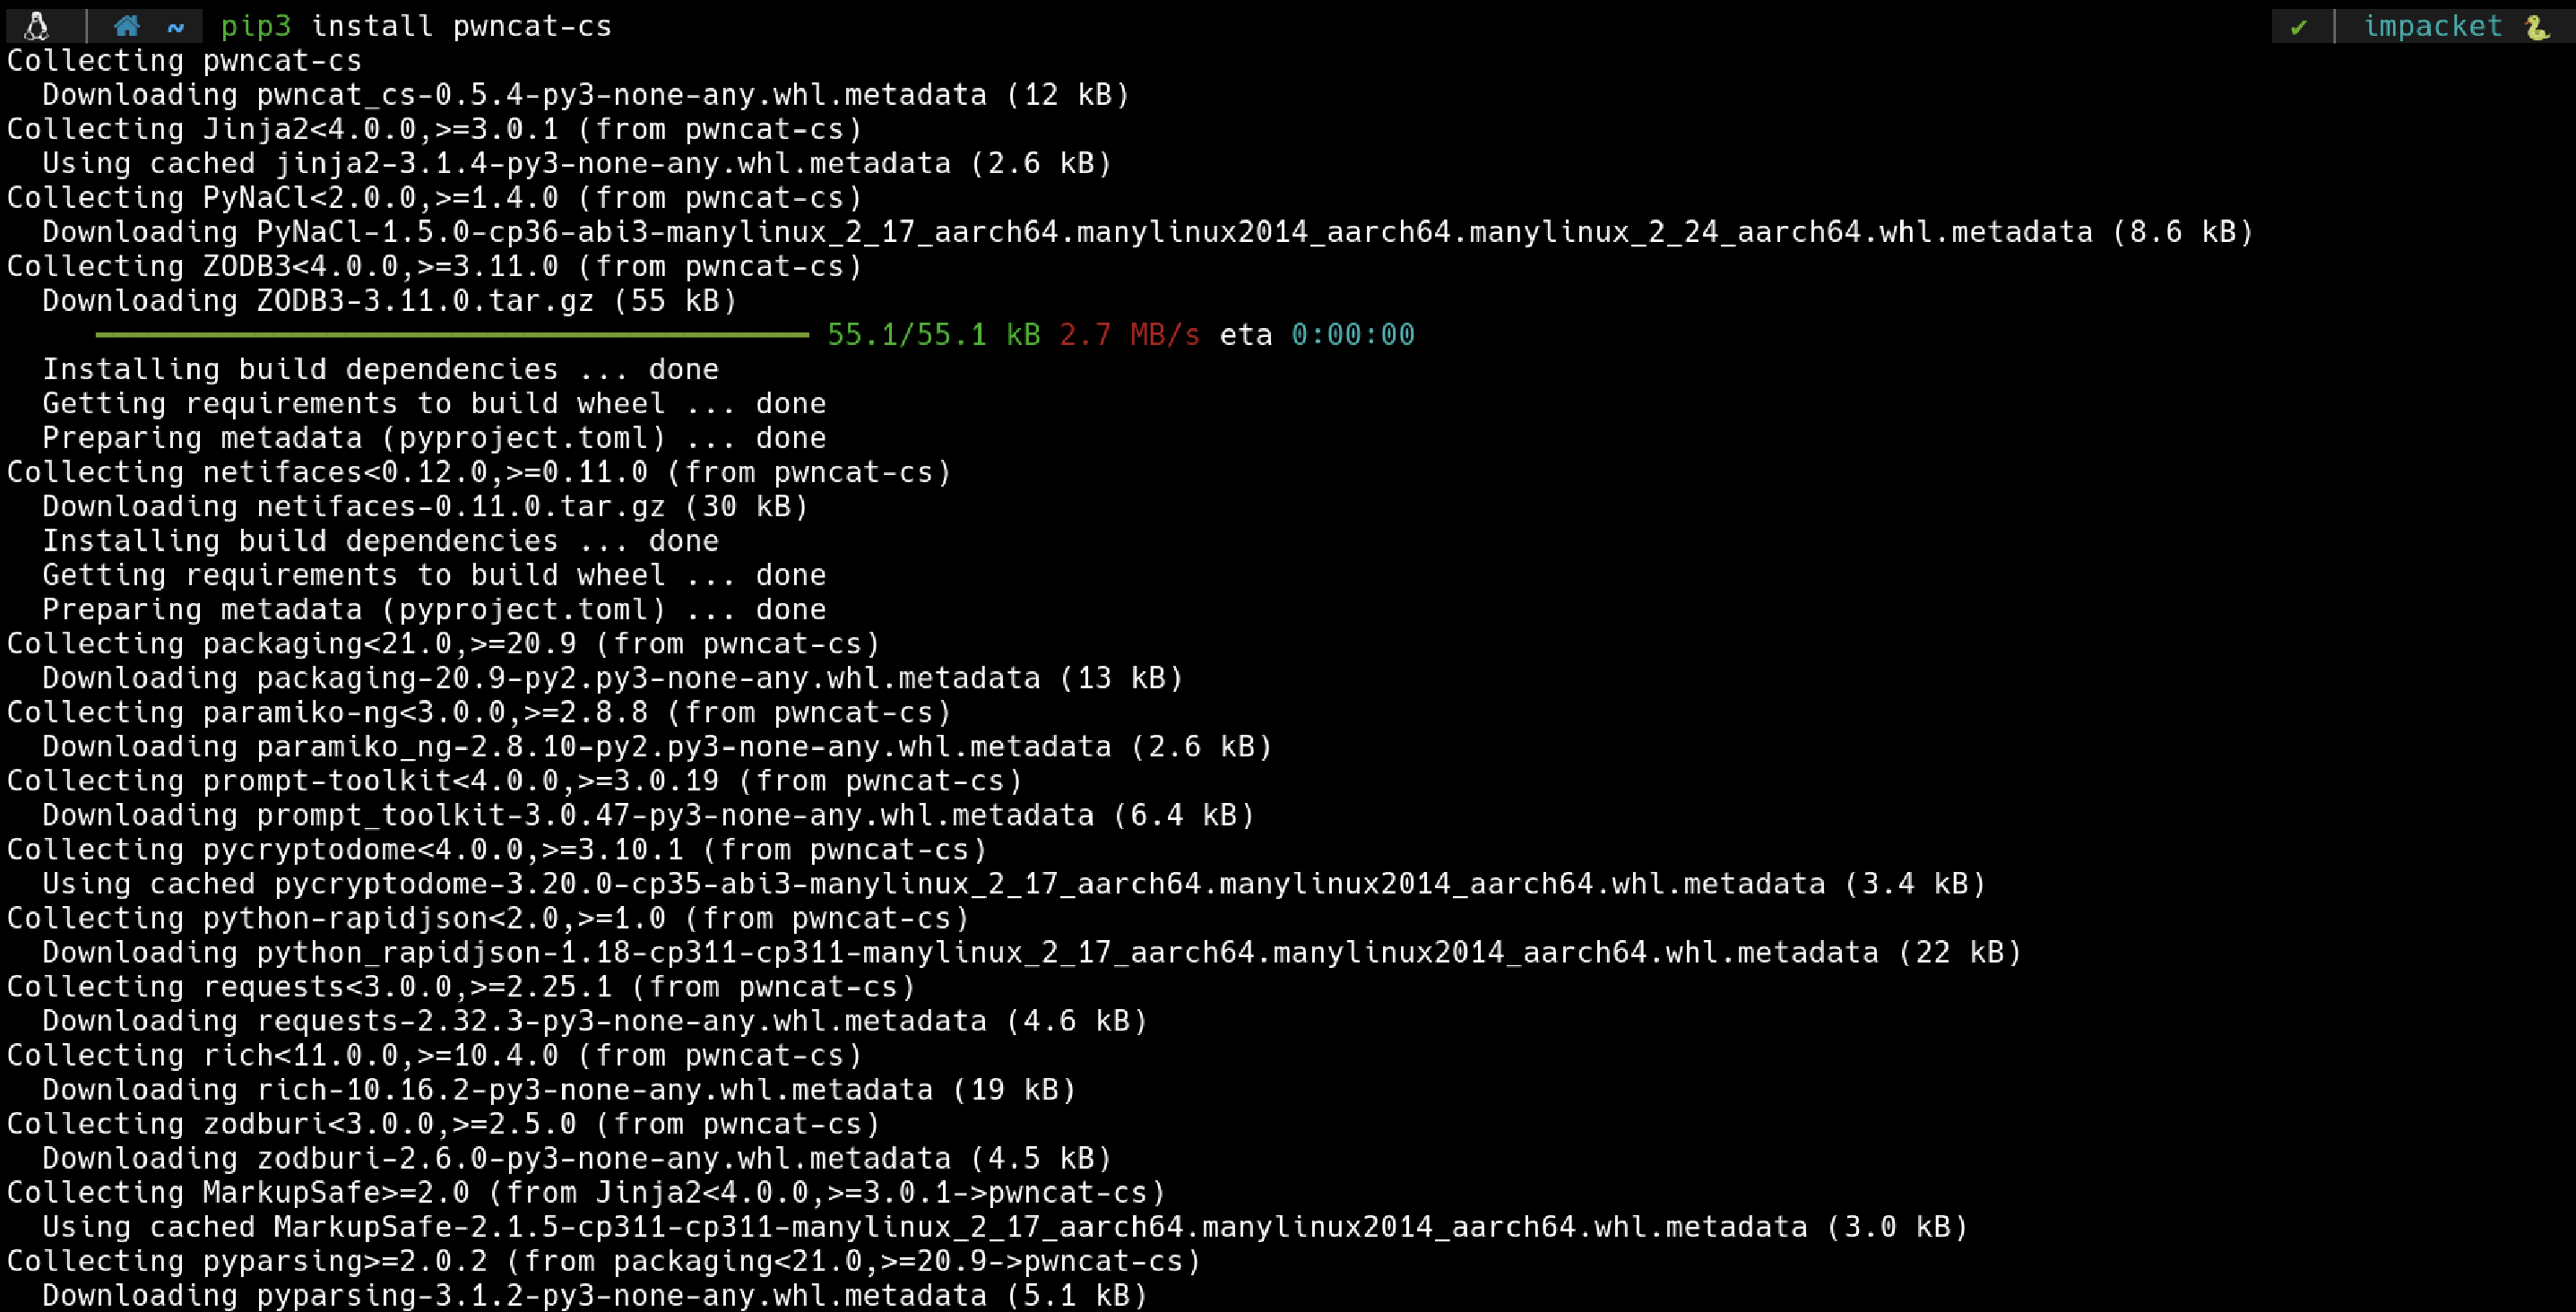 ~ pip3 install pwncat-cs ✔ impacket 🐍
Collecting pwncat-cs
  Downloading pwncat_cs-0.5.4-py3-none-any.whl.metadata (12 kB)
Collecting Jinja2<4.0.0,>=3.0.1 (from pwncat-cs)
  Using cached jinja2-3.1.4-py3-none-any.whl.metadata (2.6 kB)
Collecting PyNaCl<2.0.0,>=1.4.0 (from pwncat-cs)
  Downloading PyNaCl-1.5.0-cp36-abi3-manylinux_2_17_aarch64.manylinux2014_aarch64.manylinux_2_24_aarch64.whl.metadata (8.6 kB)
Collecting ZODB3<4.0.0,>=3.11.0 (from pwncat-cs)
  Downloading ZODB3-3.11.0.tar.gz (55 kB)
     55.1/55.1 kB 2.7 MB/s eta 0:00:00
  Installing build dependencies ... done
  Getting requirements to build wheel ... done
  Preparing metadata (pyproject.toml) ... done
Collecting netifaces<0.12.0,>=0.11.0 (from pwncat-cs)
  Downloading netifaces-0.11.0.tar.gz (30 kB)
  Installing build dependencies ... done
  Getting requirements to build wheel ... done
  Preparing metadata (pyproject.toml) ... done
Collecting packaging<21.0,>=20.9 (from pwncat-cs)
  Downloading packaging-20.9-py2.py3-none-any.whl.metadata (13 kB)
Collecting paramiko-ng<3.0.0,>=2.8.8 (from pwncat-cs)
  Downloading paramiko_ng-2.8.10-py2.py3-none-any.whl.metadata (2.6 kB)
Collecting prompt-toolkit<4.0.0,>=3.0.19 (from pwncat-cs)
  Downloading prompt_toolkit-3.0.47-py3-none-any.whl.metadata (6.4 kB)
Collecting pycryptodome<4.0.0,>=3.10.1 (from pwncat-cs)
  Using cached pycryptodome-3.20.0-cp35-abi3-manylinux_2_17_aarch64.manylinux2014_aarch64.whl.metadata (3.4 kB)
Collecting python-rapidjson<2.0,>=1.0 (from pwncat-cs)
  Downloading python_rapidjson-1.18-cp311-cp311-manylinux_2_17_aarch64.manylinux2014_aarch64.whl.metadata (22 kB)
Collecting requests<3.0.0,>=2.25.1 (from pwncat-cs)
  Downloading requests-2.32.3-py3-none-any.whl.metadata (4.6 kB)
Collecting rich<11.0.0,>=10.4.0 (from pwncat-cs)
  Downloading rich-10.16.2-py3-none-any.whl.metadata (19 kB)
Collecting zodburi<3.0.0,>=2.5.0 (from pwncat-cs)
  Downloading zodburi-2.6.0-py3-none-any.whl.metadata (4.5 kB)
Collecting MarkupSafe>=2.0 (from Jinja2<4.0.0,>=3.0.1->pwncat-cs)
  Using cached MarkupSafe-2.1.5-cp311-cp311-manylinux_2_17_aarch64.manylinux2014_aarch64.whl.metadata (3.0 kB)
Collecting pyparsing>=2.0.2 (from packaging<21.0,>=20.9->pwncat-cs)
  Downloading pyparsing-3.1.2-py3-none-any.whl.metadata (5.1 kB)